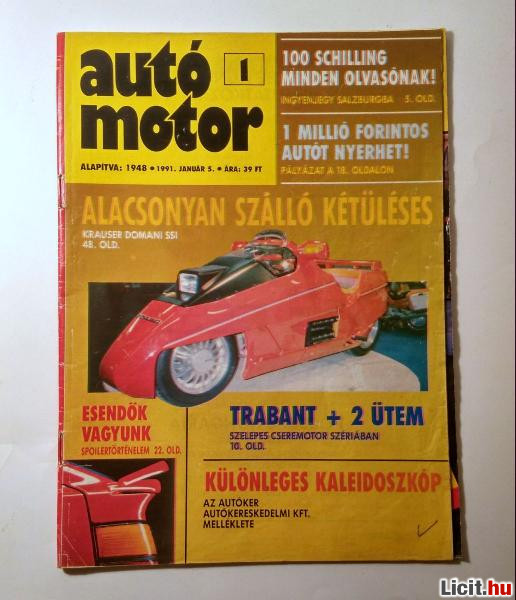 autó
motor
1
ALAPÍTVA: 1948 • 1991. JANUÁR 5. • ÁRA: 39 FT
100 SCHILLING
MINDEN OLVASÓNAK!
INGYENJEGY SALZBURGBA 5. OLD.
1 MILLIÓ FORINTOS
AUTÓT NYERHET!
PÁLYÁZAT A 18. OLDALON
ALACSONYAN SZÁLLÓ KÉTÜLÉSES
KRAUSER DOMANI SSI
48. OLD.
ESENDŐK
VAGYUNK
SPOILERTÖRTÉNELEM 22. OLD.
TRABANT + 2 ÜTEM
SZELEPES CSEREMOTOR SZÉRIÁBAN
10. OLD.
KÜLÖNLEGES KALEIDOSZKÓP
AZ AUTÓKER
AUTÓKERESKEDELMI KFT.
MELLÉKLETE
Licit.hu